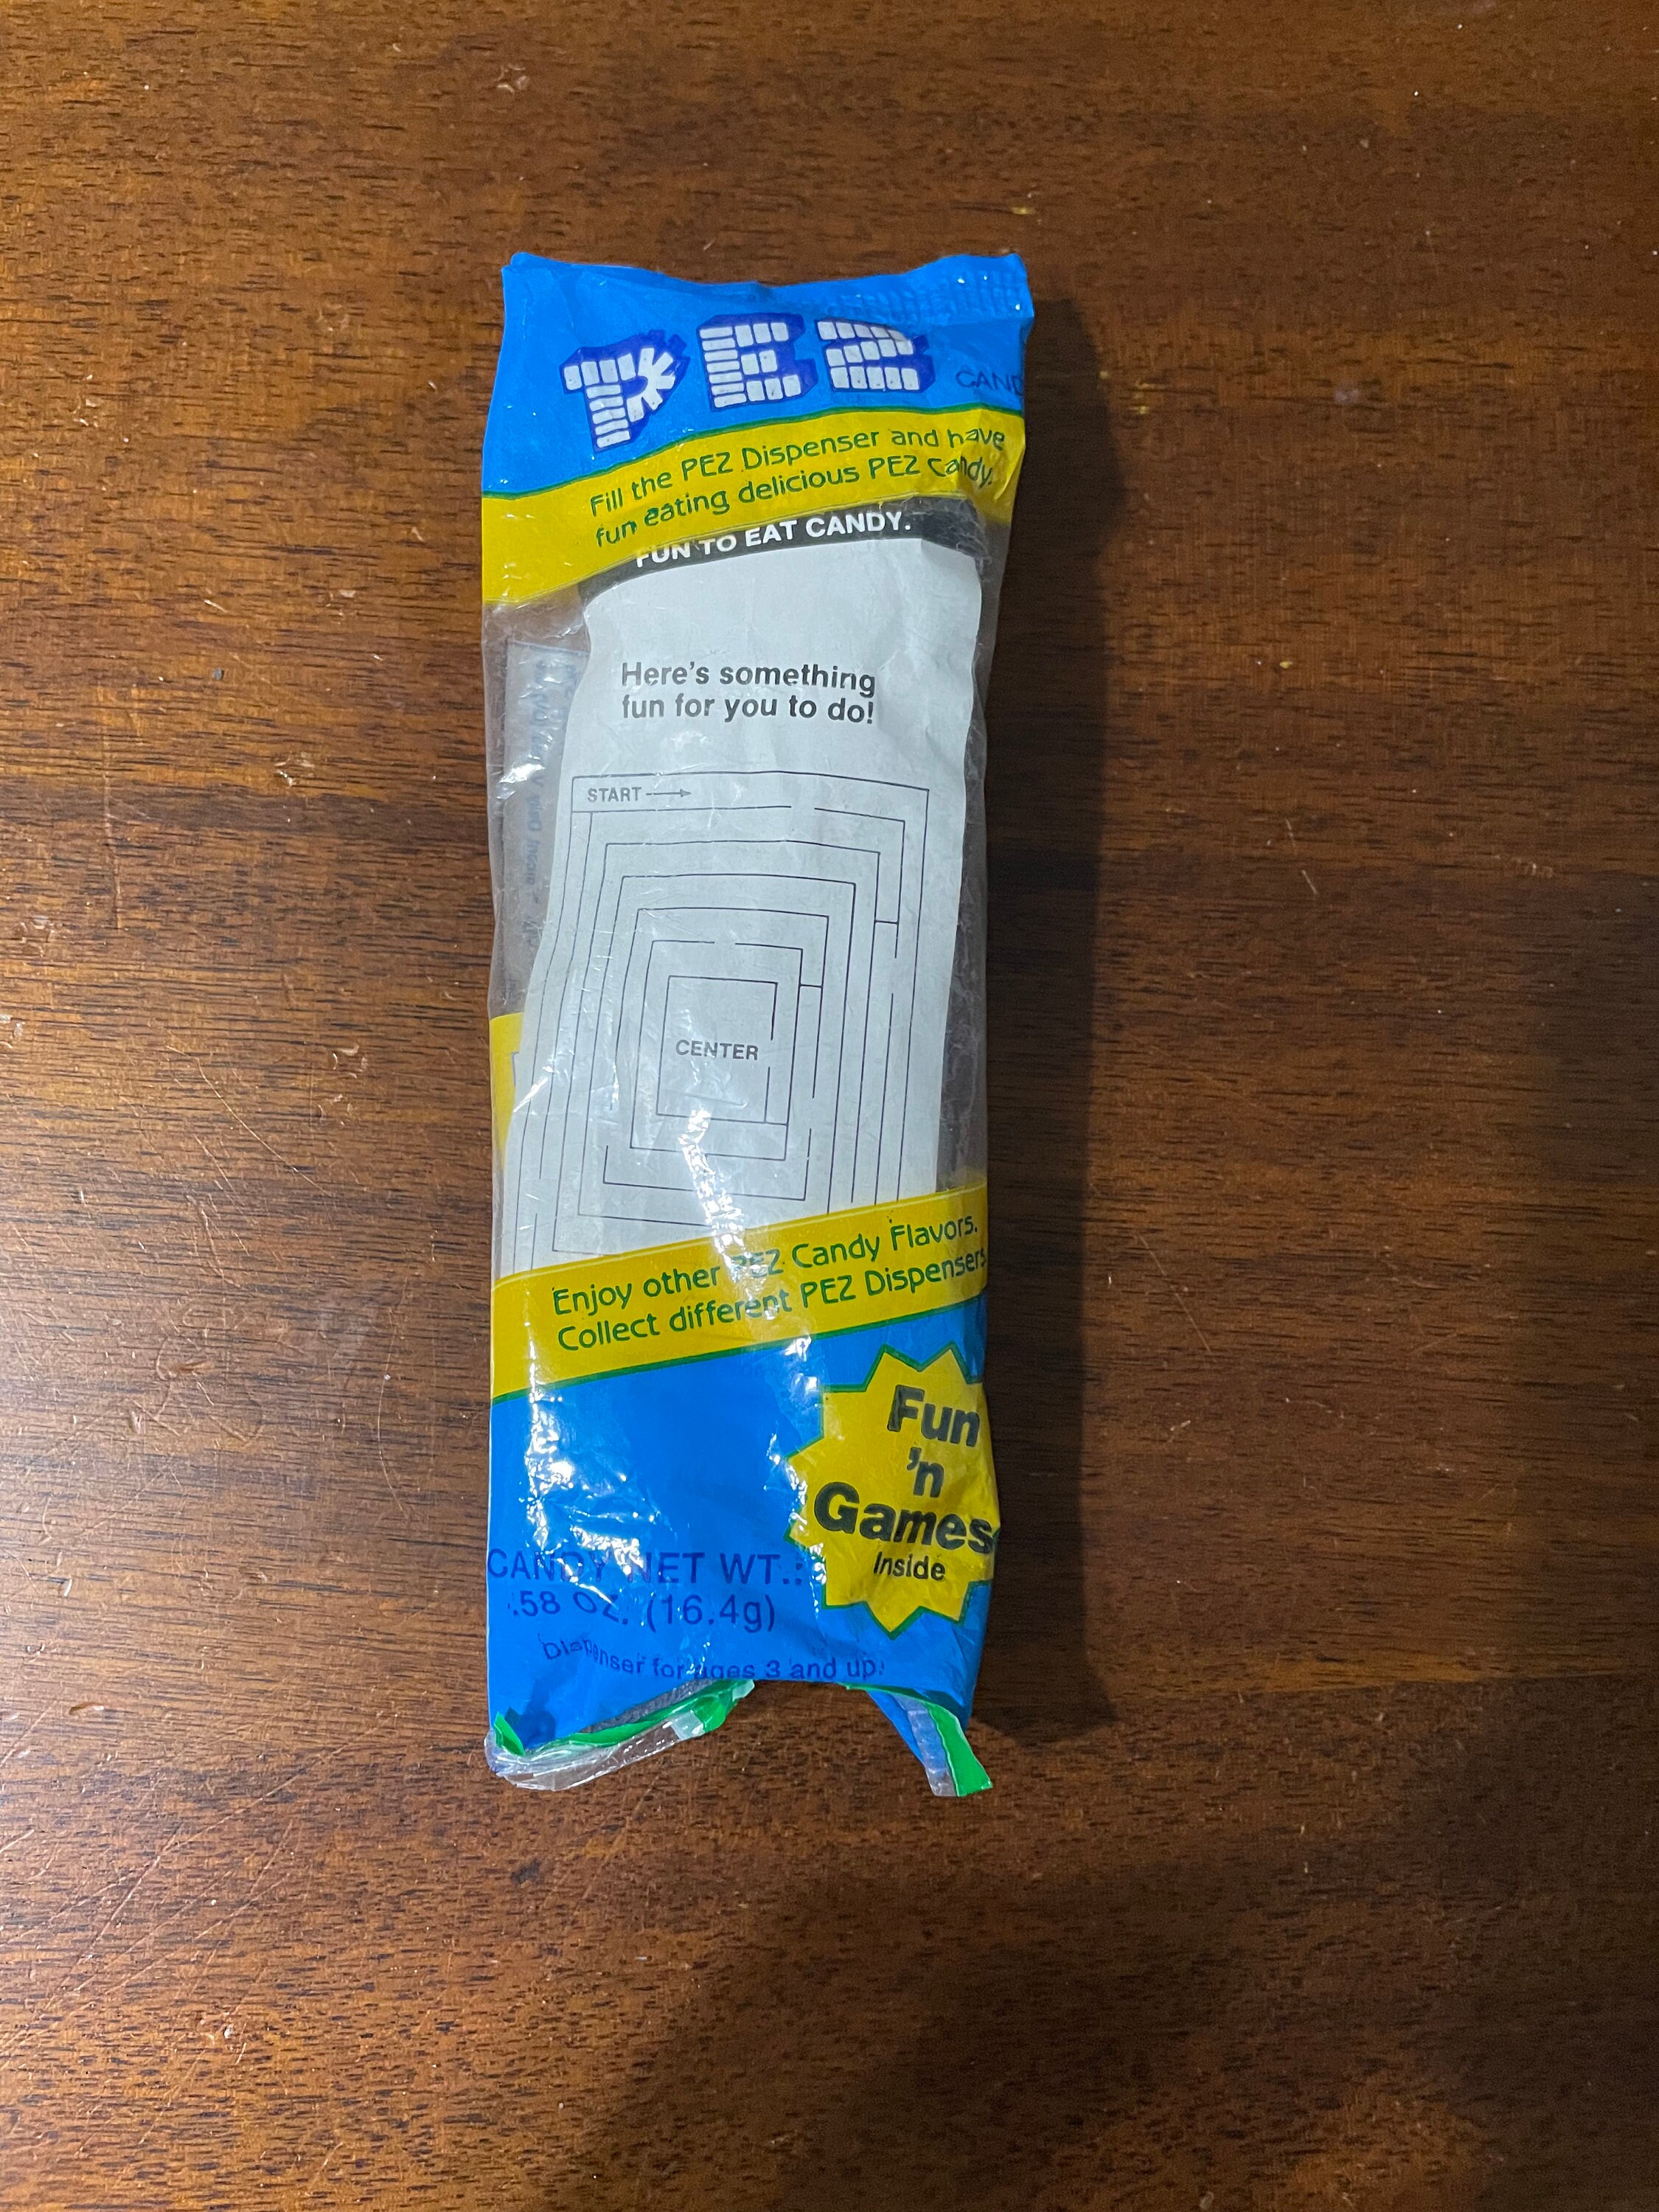 PEZ CAND
Fill the PEZ Dispenser and have
fun eating delicious PEZ Candy.
FUN TO EAT CANDY.
Here's something
fun for you to do!
START
CENTER
Enjoy other PEZ Candy Flavors.
Collect different PEZ Dispensers
Fun
'n
Games
Inside
CANDY NET WT.:
.58 OZ. (16.4g)
Dispenser for ages 3 and up.